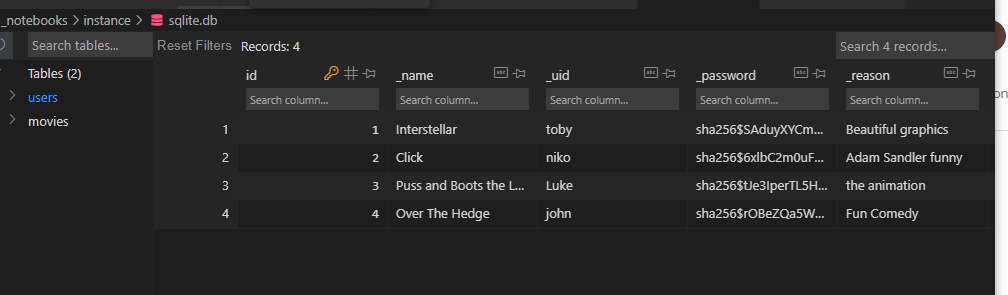 _notebooks > instance > sqlite.db
Search tables...
Reset Filters Records: 4
Search 4 records...
Tables (2)
users
movies
id _name _uid _password _reason
Search column... Search column... Search column... Search column... Search column...
1 1 Interstellar toby sha256$SAduyXYCm... Beautiful graphics
2 2 Click niko sha256$6xlbC2m0uF... Adam Sandler funny
3 3 Puss and Boots the L... Luke sha256$tJe3IperTL5H... the animation
4 4 Over The Hedge john sha256$rOBeZQa5W... Fun Comedy
on